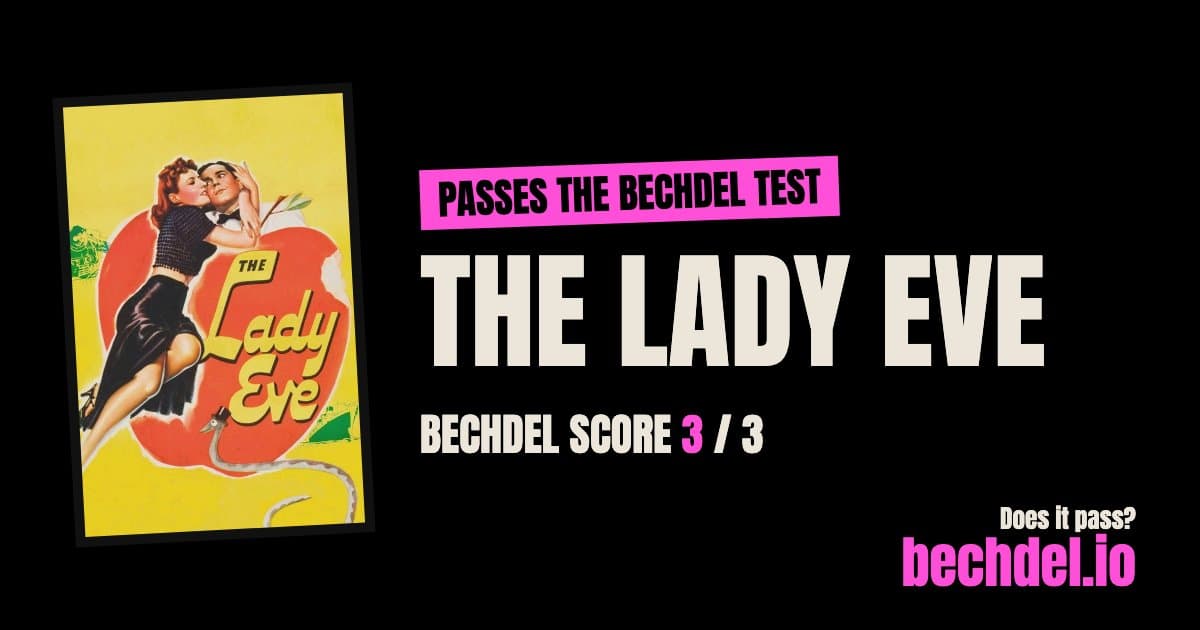 THE
Lady
Eve
PASSES THE BECHDEL TEST
THE LADY EVE
BECHDEL SCORE 3 / 3
Does it pass?
bechdel.io